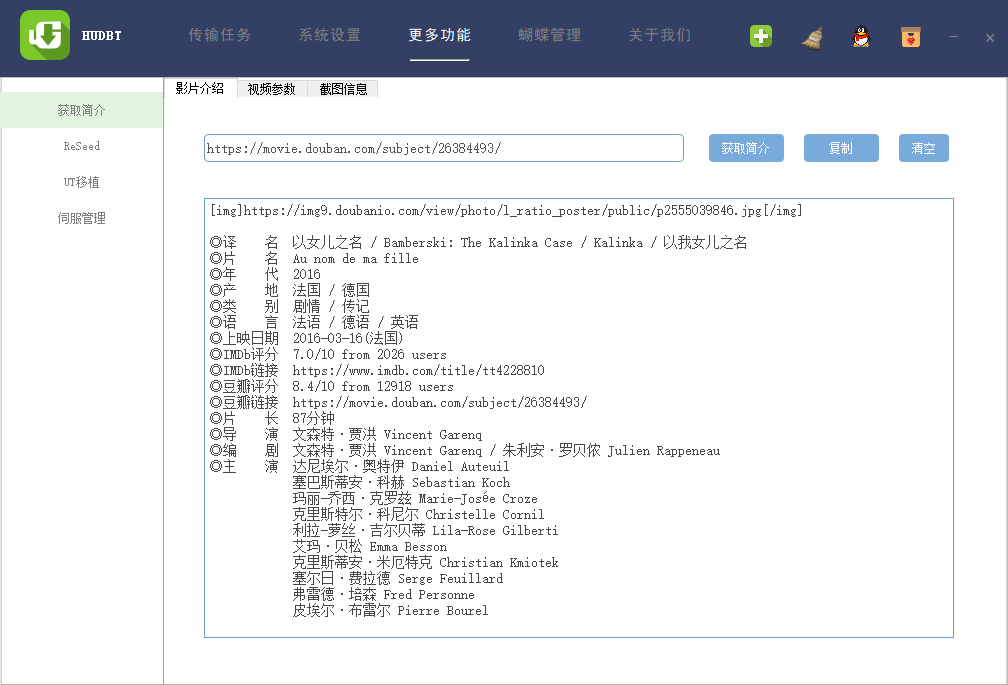 HUDBT
传输任务
系统设置
更多功能
蝴蝶管理
关于我们
获取简介
ReSeed
UT移植
伺服管理
影片介绍
视频参数
截图信息
https://movie.douban.com/subject/26384493/
获取简介
复制
清空
[img]https://img9.doubanio.com/view/photo/l_ratio_poster/public/p2555039846.jpg[/img]
◎译　　名　以女儿之名 / Bamberski: The Kalinka Case / Kalinka / 以我女儿之名
◎片　　名　Au nom de ma fille
◎年　　代　2016
◎产　　地　法国 / 德国
◎类　　别　剧情 / 传记
◎语　　言　法语 / 德语 / 英语
◎上映日期　2016-03-16(法国)
◎IMDb评分　7.0/10 from 2026 users
◎IMDb链接　https://www.imdb.com/title/tt4228810
◎豆瓣评分　8.4/10 from 12918 users
◎豆瓣链接　https://movie.douban.com/subject/26384493/
◎片　　长　87分钟
◎导　　演　文森特·贾洪 Vincent Garenq
◎编　　剧　文森特·贾洪 Vincent Garenq / 朱利安·罗贝侬 Julien Rappeneau
◎主　　演　达尼埃尔·奥特伊 Daniel Auteuil
塞巴斯蒂安·科赫 Sebastian Koch
玛丽-乔西·克罗兹 Marie-Josée Croze
克里斯特尔·科尼尔 Christelle Cornil
利拉-萝丝·吉尔贝蒂 Lila-Rose Gilberti
艾玛·贝松 Emma Besson
克里斯蒂安·米厄特克 Christian Kmiotek
塞尔日·费拉德 Serge Feuillard
弗雷德·培森 Fred Personne
皮埃尔·布雷尔 Pierre Bourel